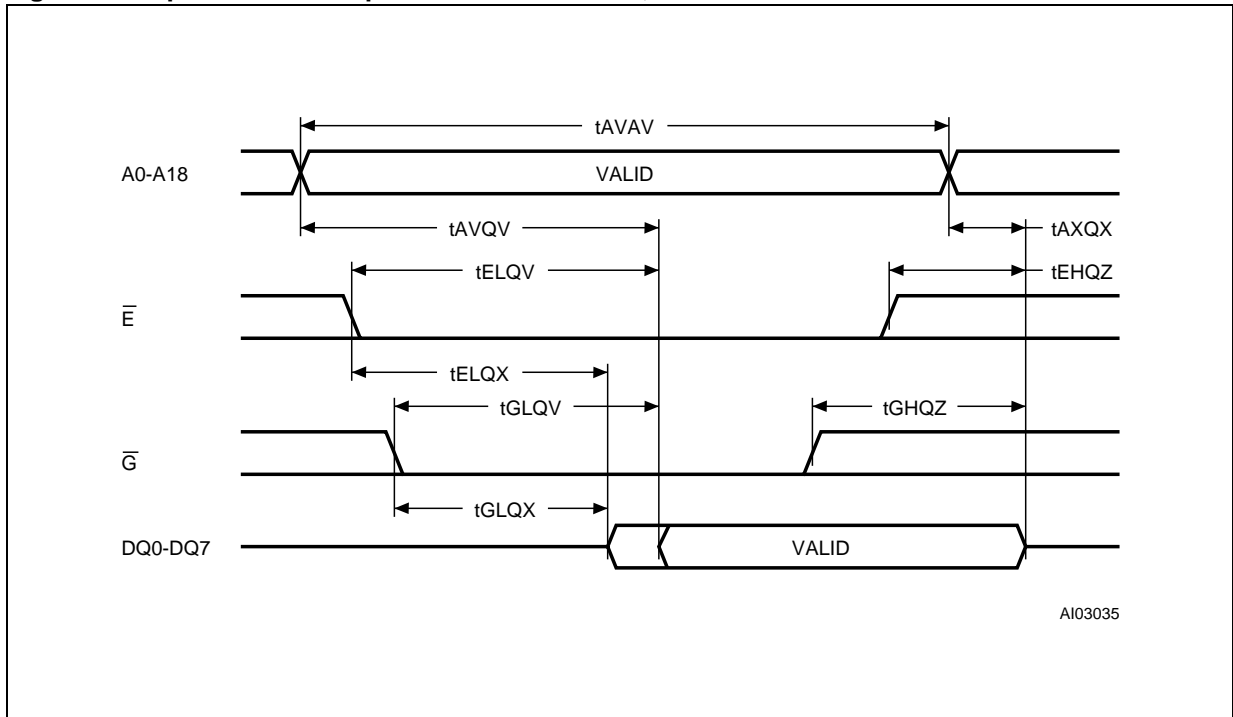 tAVAV
A0-A18 VALID
tAVQV tAXQX
tELQV tEHQZ
E̅
tELQX
tGLQV tGHQZ
G̅
tGLQX
DQ0-DQ7 VALID
AI03035